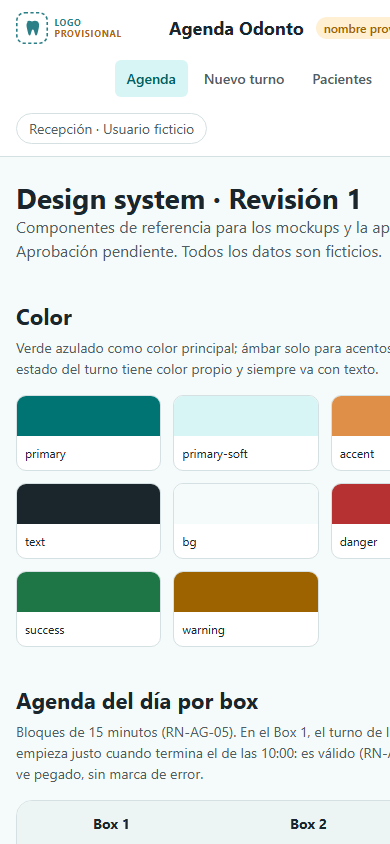 LOGO
PROVISIONAL
Agenda Odonto
nombre prov
Agenda Nuevo turno Pacientes
Recepción · Usuario ficticio
Design system · Revisión 1
Componentes de referencia para los mockups y la ap
Aprobación pendiente. Todos los datos son ficticios.
Color
Verde azulado como color principal; ámbar solo para acentos
estado del turno tiene color propio y siempre va con texto.
primary primary-soft accent
text bg danger
success warning
Agenda del día por box
Bloques de 15 minutos (RN-AG-05). En el Box 1, el turno de l
empieza justo cuando termina el de las 10:00: es válido (RN-A
ve pegado, sin marca de error.
Box 1 Box 2